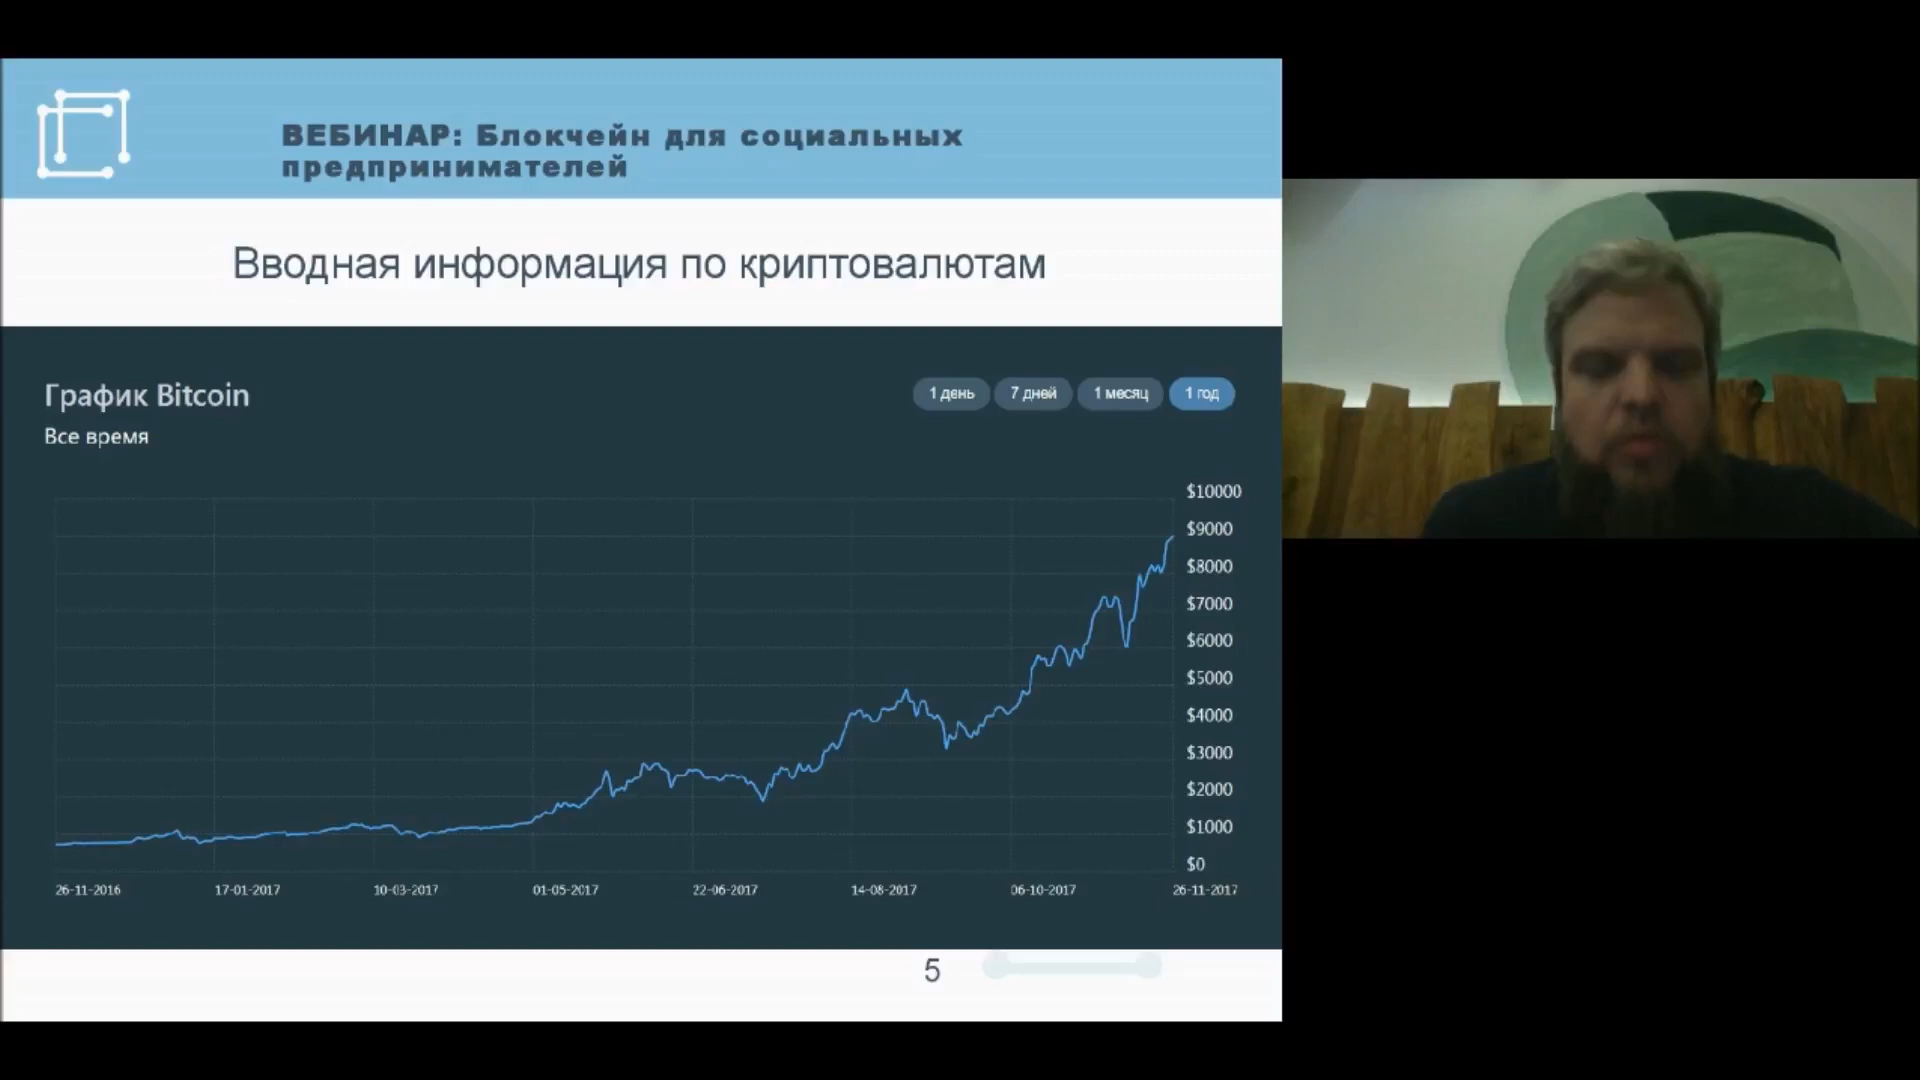 ВЕБИНАР: Блокчейн для социальных
предпринимателей
Вводная информация по криптовалютам
График Bitcoin
Все время
1 день 7 дней 1 месяц 1 год
$10000
$9000
$8000
$7000
$6000
$5000
$4000
$3000
$2000
$1000
$0
26-11-2016 17-01-2017 10-03-2017 01-05-2017 22-06-2017 14-08-2017 06-10-2017 26-11-2017
5